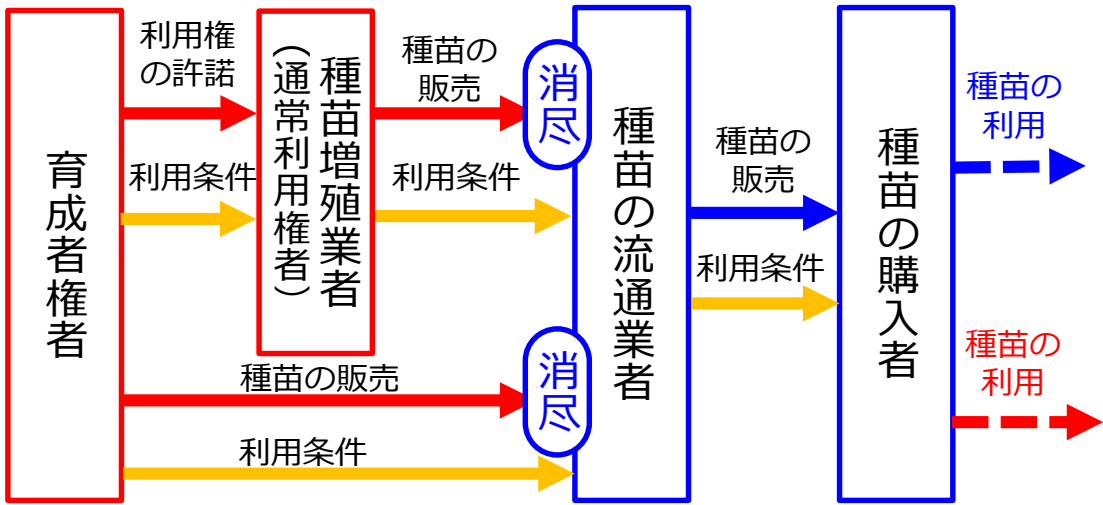 育成者権者
利用権
の許諾
利用条件
種苗増殖業者
（通常利用権者）
種苗の
販売
利用条件
消尽
種苗の販売
利用条件
消尽
種苗の流通業者
種苗の
販売
利用条件
種苗の購入者
種苗の
利用
種苗の
利用